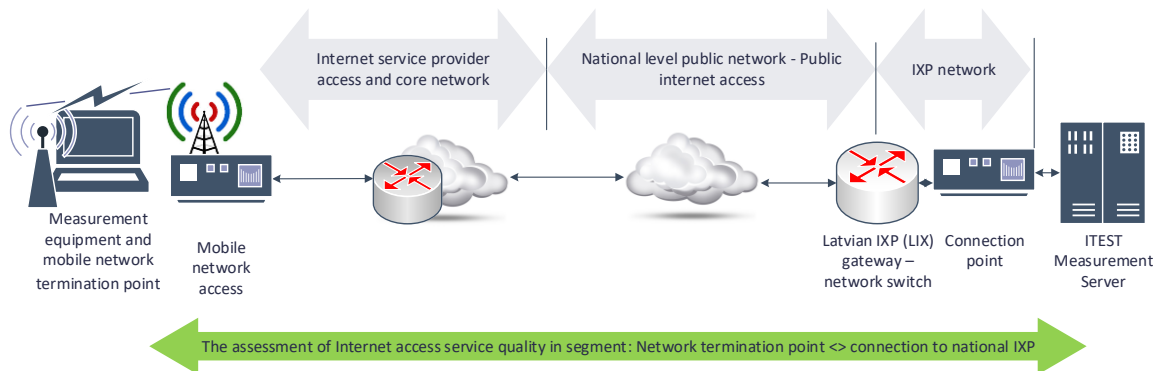 Internet service provider
access and core network
National level public network - Public
internet access
IXP network
Measurement
equipment and
mobile network
termination point
Mobile
network
access
Latvian IXP (LIX)
gateway –
network switch
Connection
point
ITEST
Measurement
Server
The assessment of Internet access service quality in segment: Network termination point <> connection to national IXP